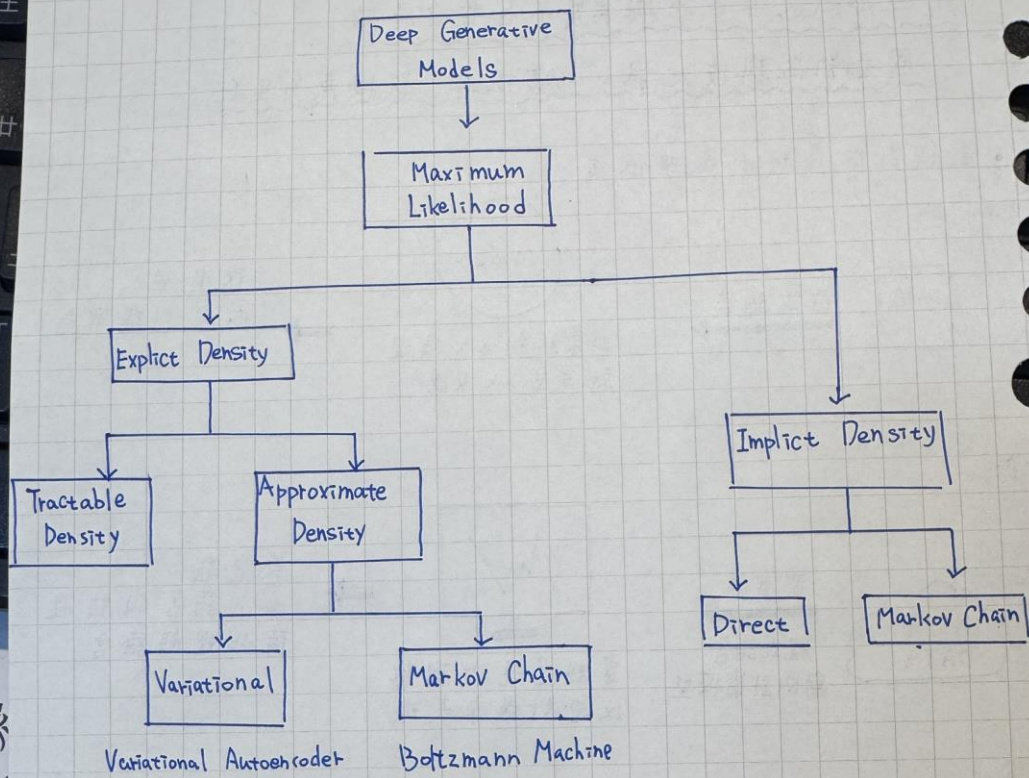 Deep Generative
Models
Maximum
Likelihood
Explict Density
Implict Density
Tractable
Density
Approximate
Density
Direct
Markov Chain
Variational
Markov Chain
Variational Autoencoder
Boltzmann Machine